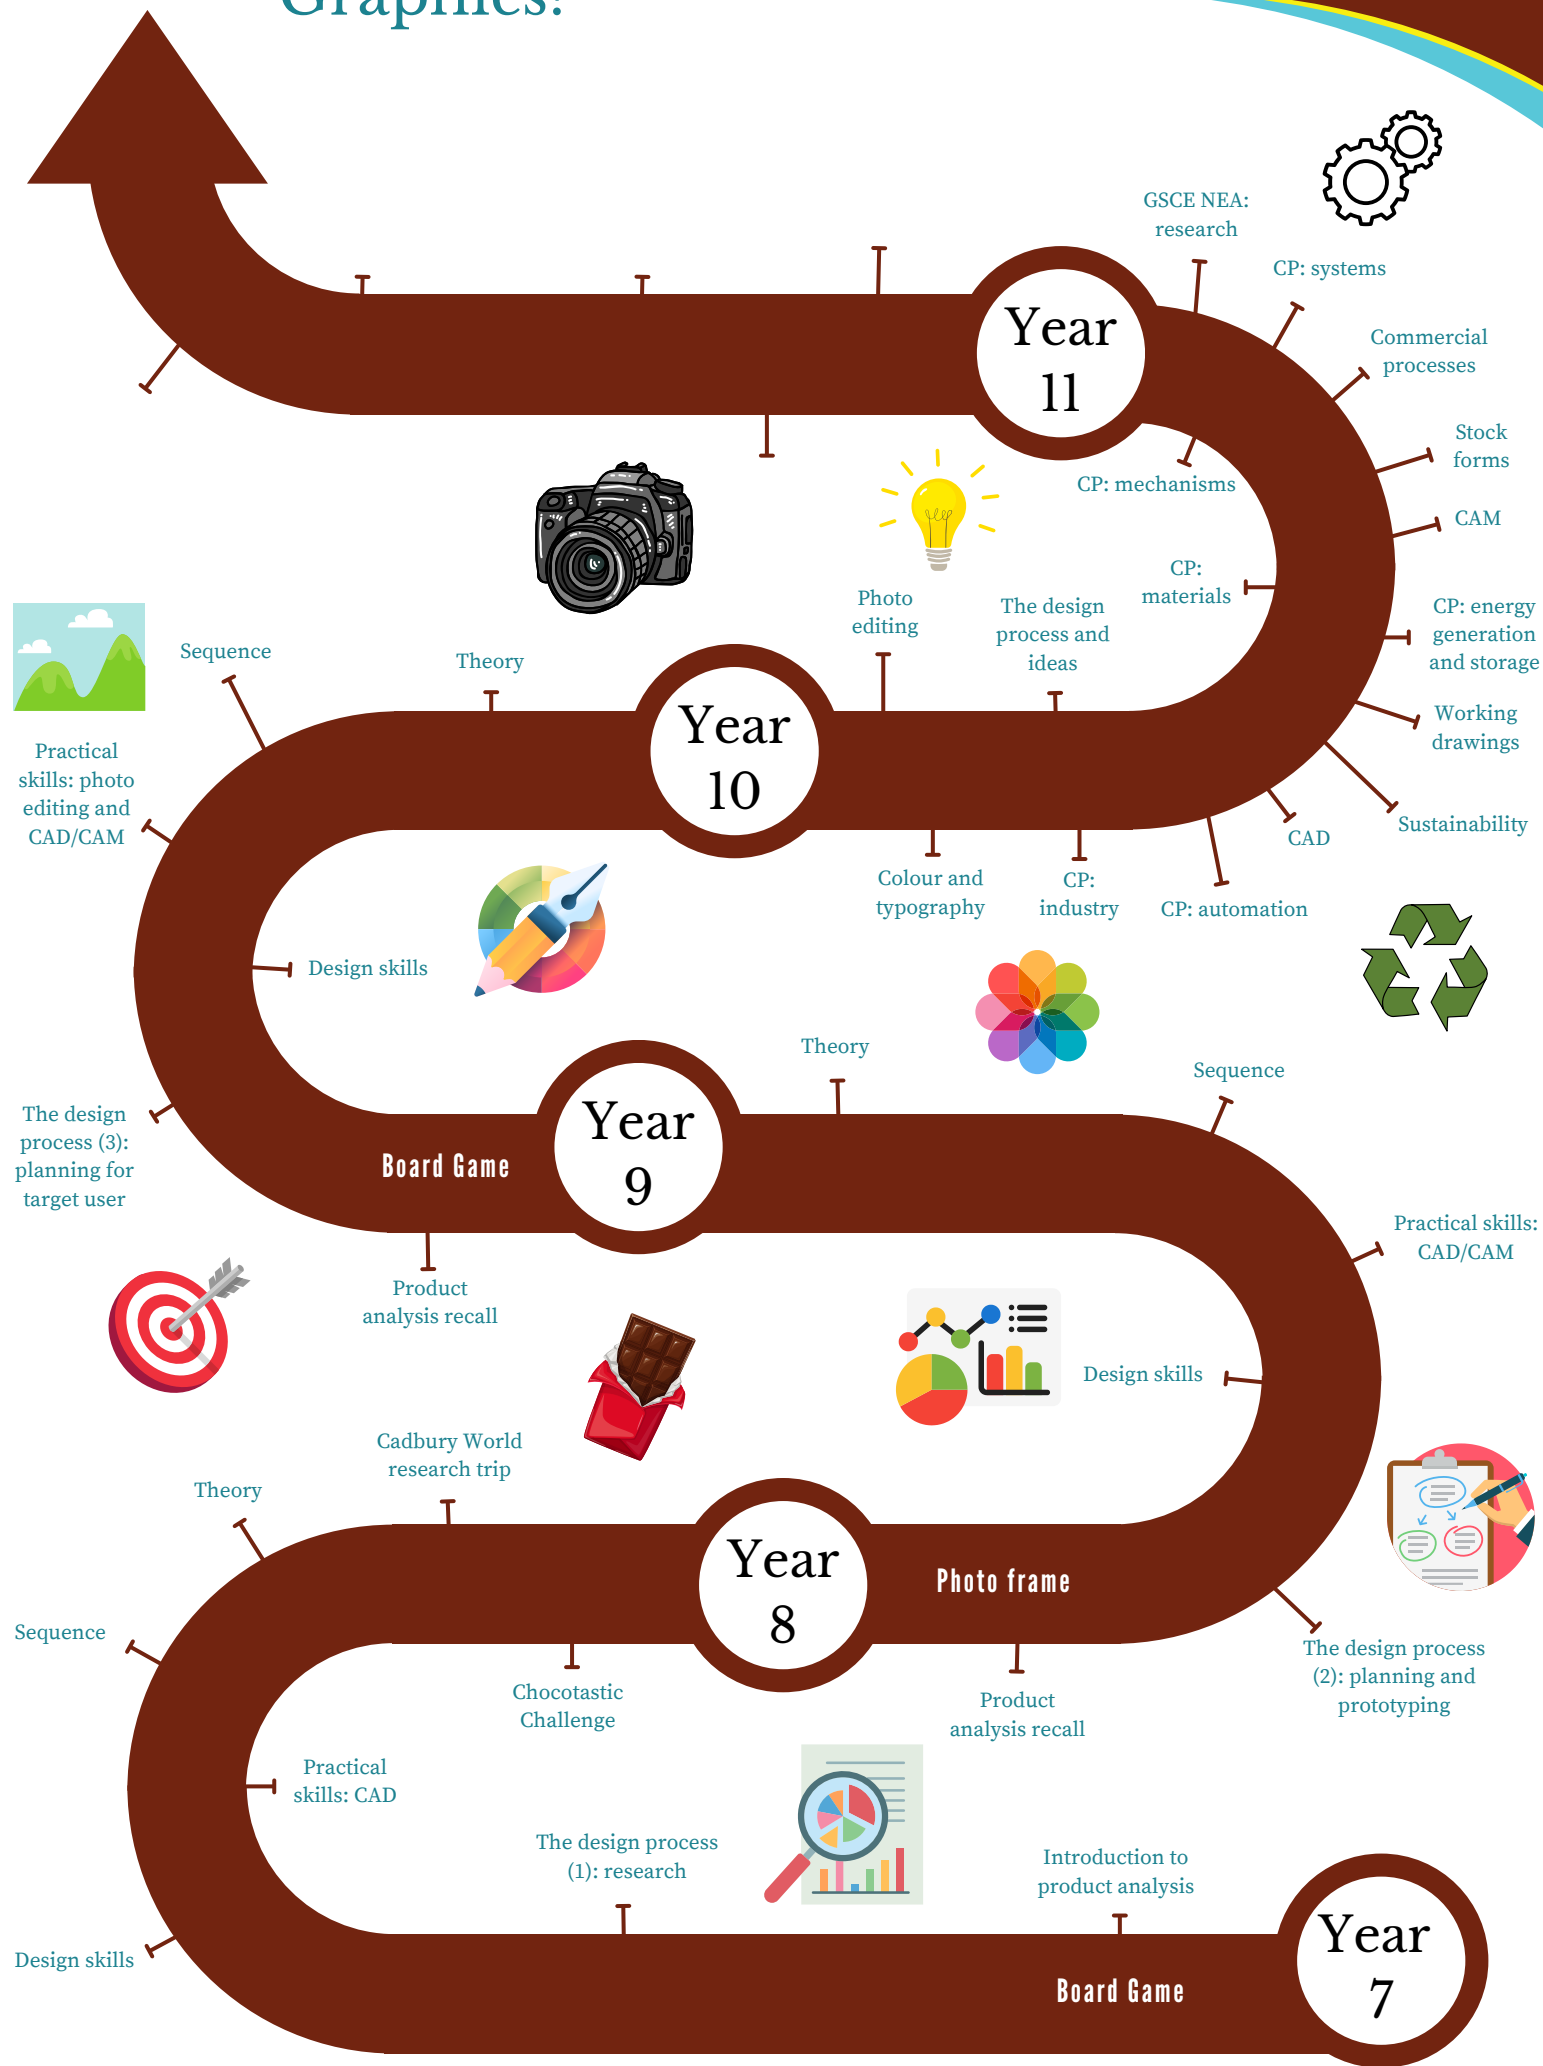 Graphics!
GSCE NEA:
research
CP: systems
Commercial
processes
Year
11
Stock
forms
CP: mechanisms
CAM
CP:
materials
Photo
editing
The design
process and
ideas
CP: energy
generation
and storage
Sequence
Theory
Working
drawings
Year
10
Practical
skills: photo
editing and
CAD/CAM
Sustainability
CAD
Colour and
typography
CP:
industry
CP: automation
Design skills
Theory
Sequence
The design
process (3):
planning for
target user
Board Game
Year
9
Practical skills:
CAD/CAM
Product
analysis recall
Design skills
Cadbury World
research trip
Theory
Year
8
Photo frame
Sequence
The design process
(2): planning and
prototyping
Chocotastic
Challenge
Product
analysis recall
Practical
skills: CAD
The design process
(1): research
Introduction to
product analysis
Design skills
Board Game
Year
7